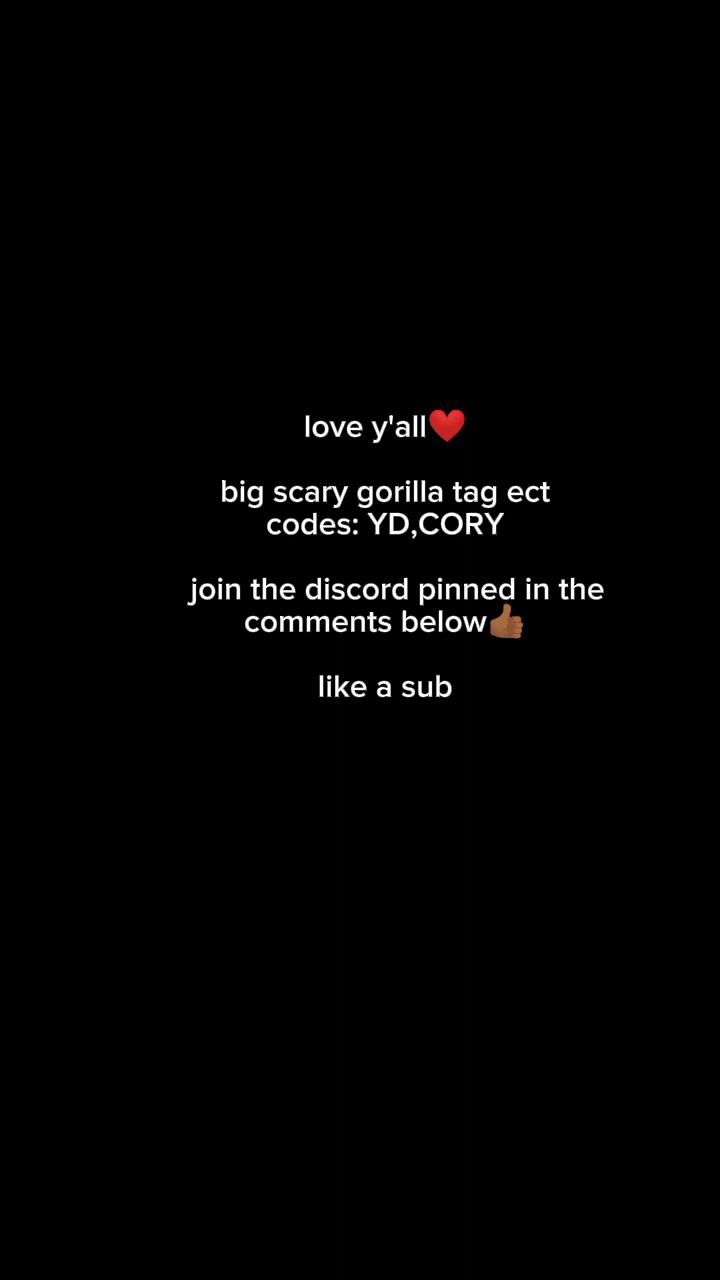 love y'all❤️
big scary gorilla tag ect
codes: YD,CORY
join the discord pinned in the
comments below👍🏾
like a sub